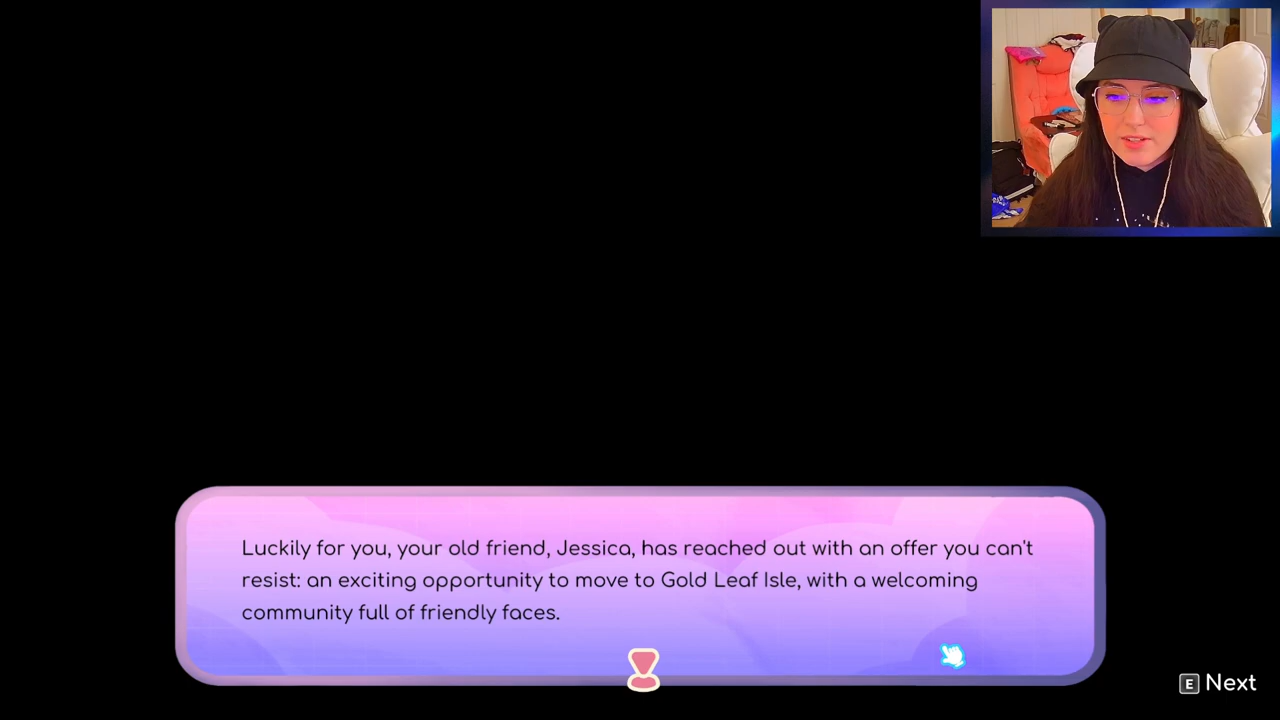 Luckily for you, your old friend, Jessica, has reached out with an offer you can't
resist: an exciting opportunity to move to Gold Leaf Isle, with a welcoming
community full of friendly faces.
E Next